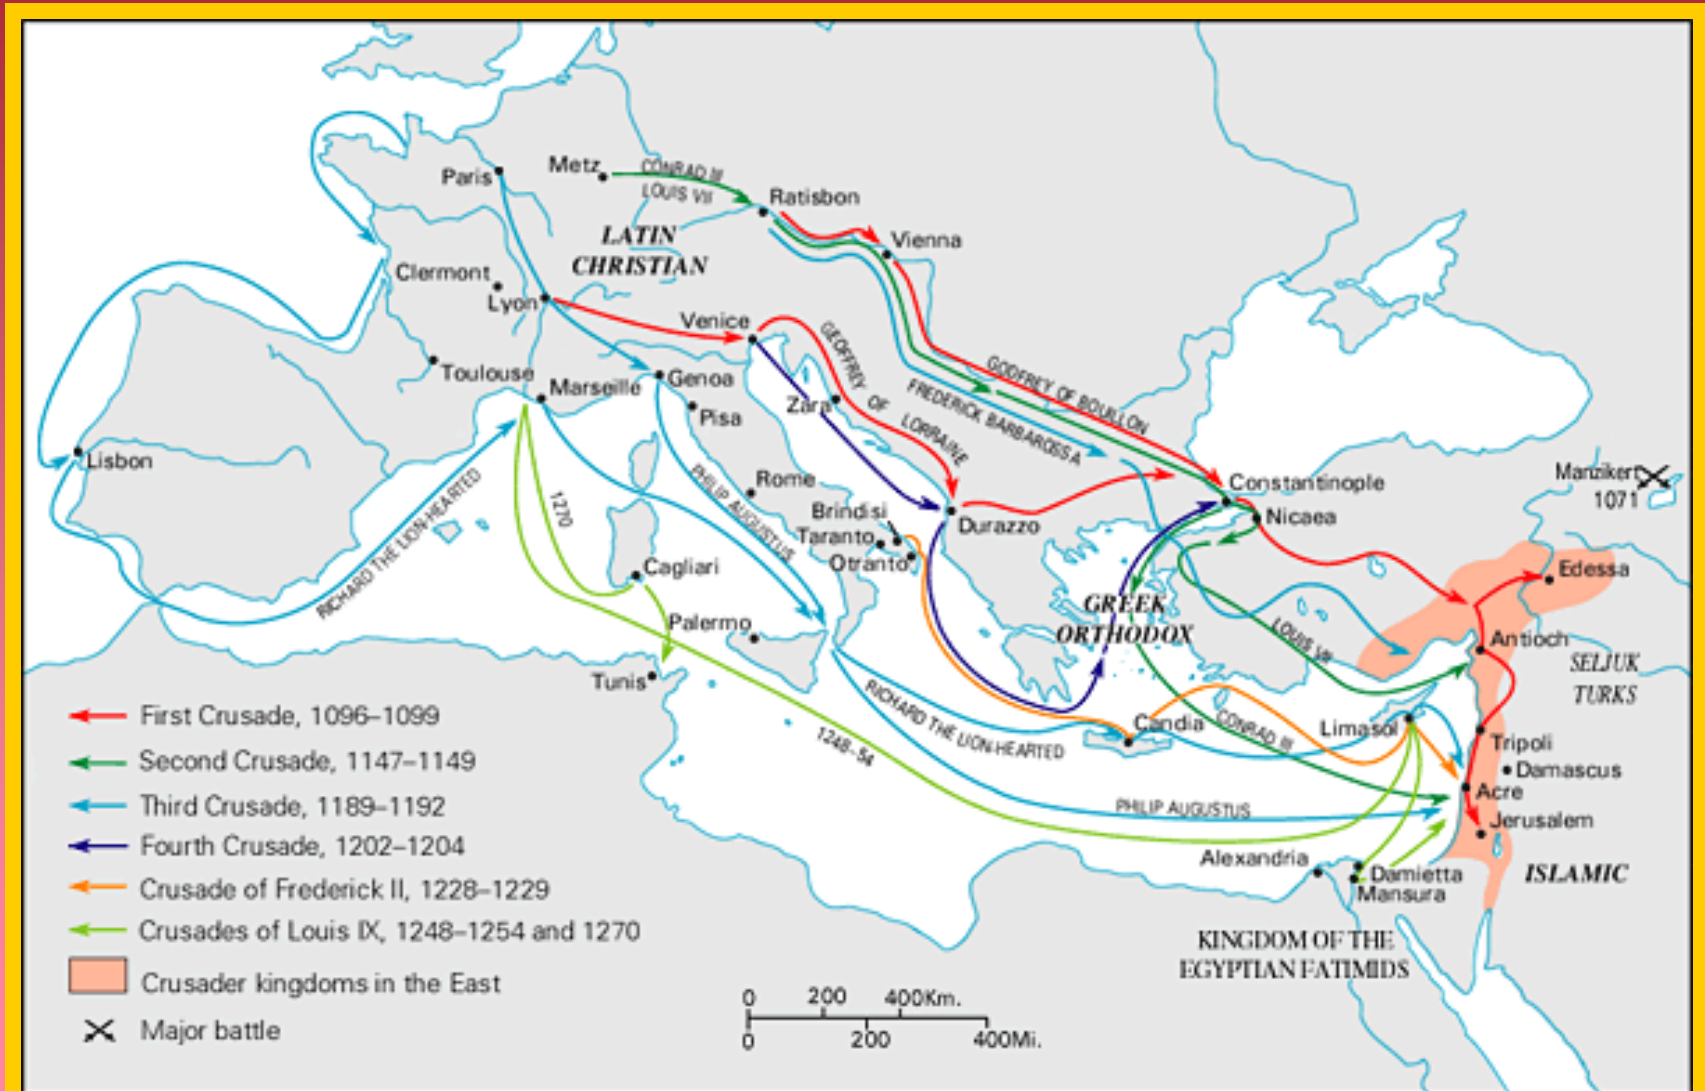 Paris
Metz
CONRAD III
LOUIS VII
Ratisbon
Vienna
LATIN
CHRISTIAN
Clermont
Lyon
Venice
GEOFFREY OF LORRAINE
GODFREY OF BOUILLON
FREDERICK BARBAROSSA
Toulouse
Marseille
Genoa
Pisa
Zara
Lisbon
RICHARD THE LION-HEARTED
1270
PHILIP AUGUSTUS
Rome
Brindisi
Taranto
Otranto
Durazzo
Constantinople
Nicaea
Manzikert
1071
Edessa
Cagliari
Palermo
Tunis
GREEK
ORTHODOX
LOUIS VII
Antioch
SELJUK
TURKS
RICHARD THE LION-HEARTED
1248-54
Candia
CONRAD III
Limasol
Tripoli
Damascus
Acre
PHILIP AUGUSTUS
Jerusalem
Alexandria
Damietta
Mansura
ISLAMIC
KINGDOM OF THE
EGYPTIAN FATIMIDS
First Crusade, 1096–1099
Second Crusade, 1147–1149
Third Crusade, 1189–1192
Fourth Crusade, 1202–1204
Crusade of Frederick II, 1228–1229
Crusades of Louis IX, 1248–1254 and 1270
Crusader kingdoms in the East
Major battle
0 200 400Km.
0 200 400Mi.